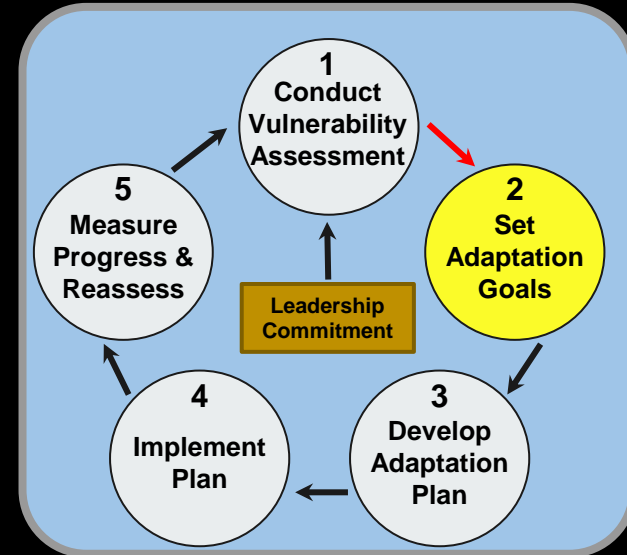 1
Conduct
Vulnerability
Assessment
2
Set
Adaptation
Goals
3
Develop
Adaptation
Plan
4
Implement
Plan
5
Measure
Progress &
Reassess
Leadership
Commitment